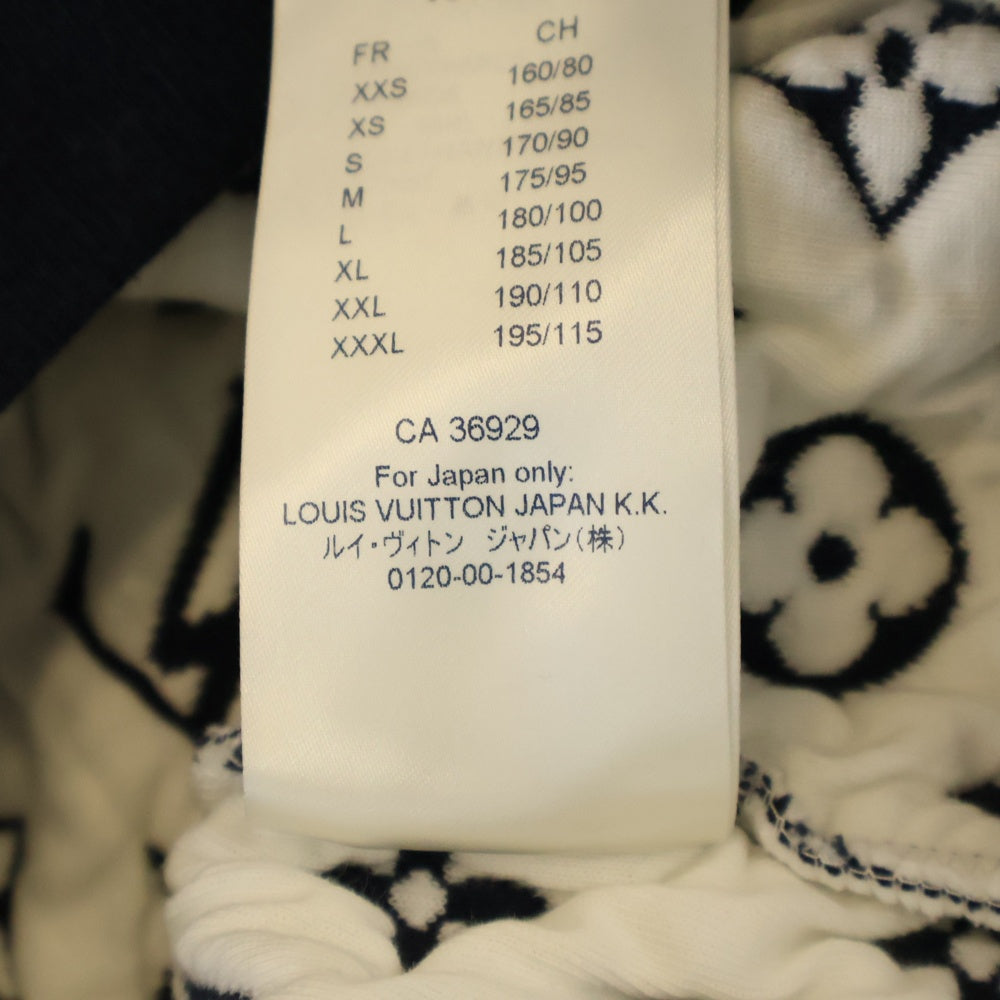 FR CH
XXS 160/80
XS 165/85
S 170/90
M 175/95
L 180/100
XL 185/105
XXL 190/110
XXXL 195/115
CA 36929
For Japan only:
LOUIS VUITTON JAPAN K.K.
ルイ・ヴィトン ジャパン(株)
0120-00-1854